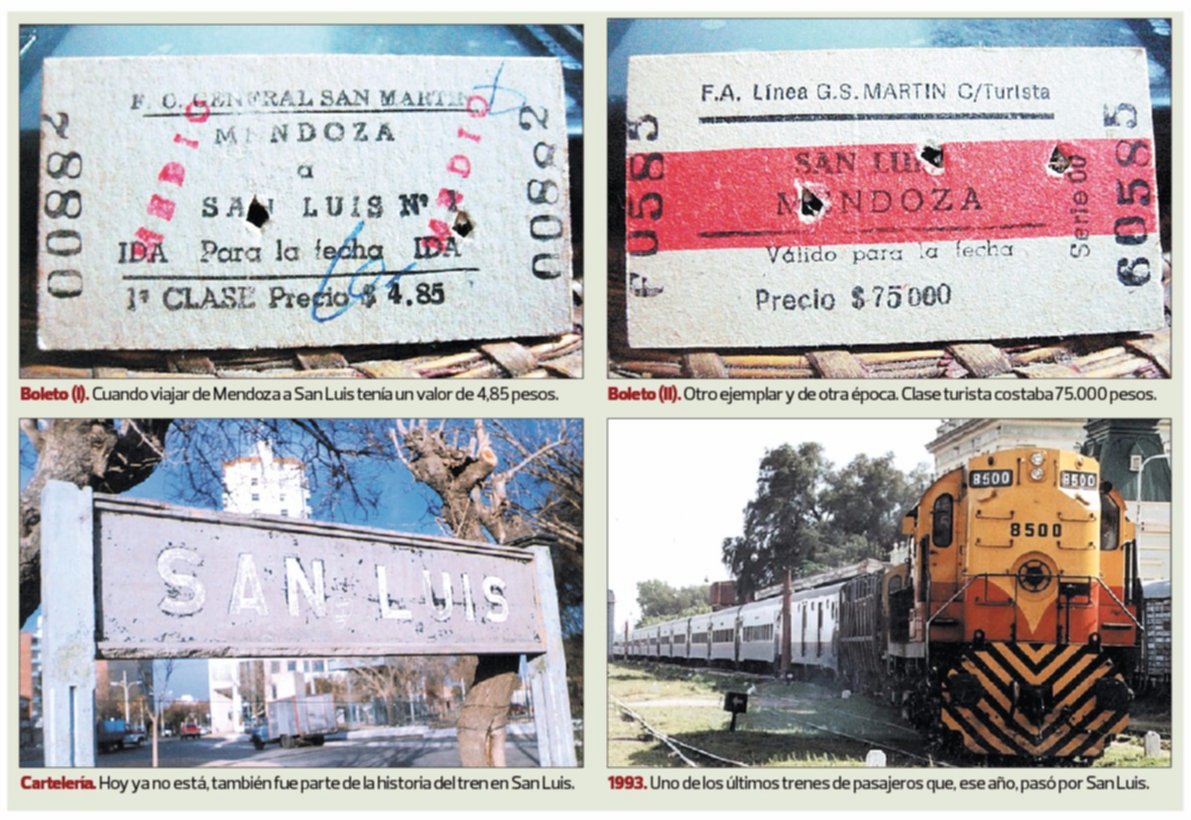 F. C. GENERAL SAN MARTIN
MENDOZA
a
SAN LUIS Nº
IDA Para la fecha IDA
1ª CLASE Precio $ 4.85
00882
00882
MEDIO
MEDIO
F.A. Línea G.S. MARTIN C/Turista
SAN LUIS
MENDOZA
Válido para la fecha
Precio $ 75000
Serie 00
F 0585
60585
Boleto (I). Cuando viajar de Mendoza a San Luis tenía un valor de 4,85 pesos.
Boleto (II). Otro ejemplar y de otra época. Clase turista costaba 75.000 pesos.
SAN LUIS
8500
8500
8500
Cartelería. Hoy ya no está, también fue parte de la historia del tren en San Luis.
1993. Uno de los últimos trenes de pasajeros que, ese año, pasó por San Luis.